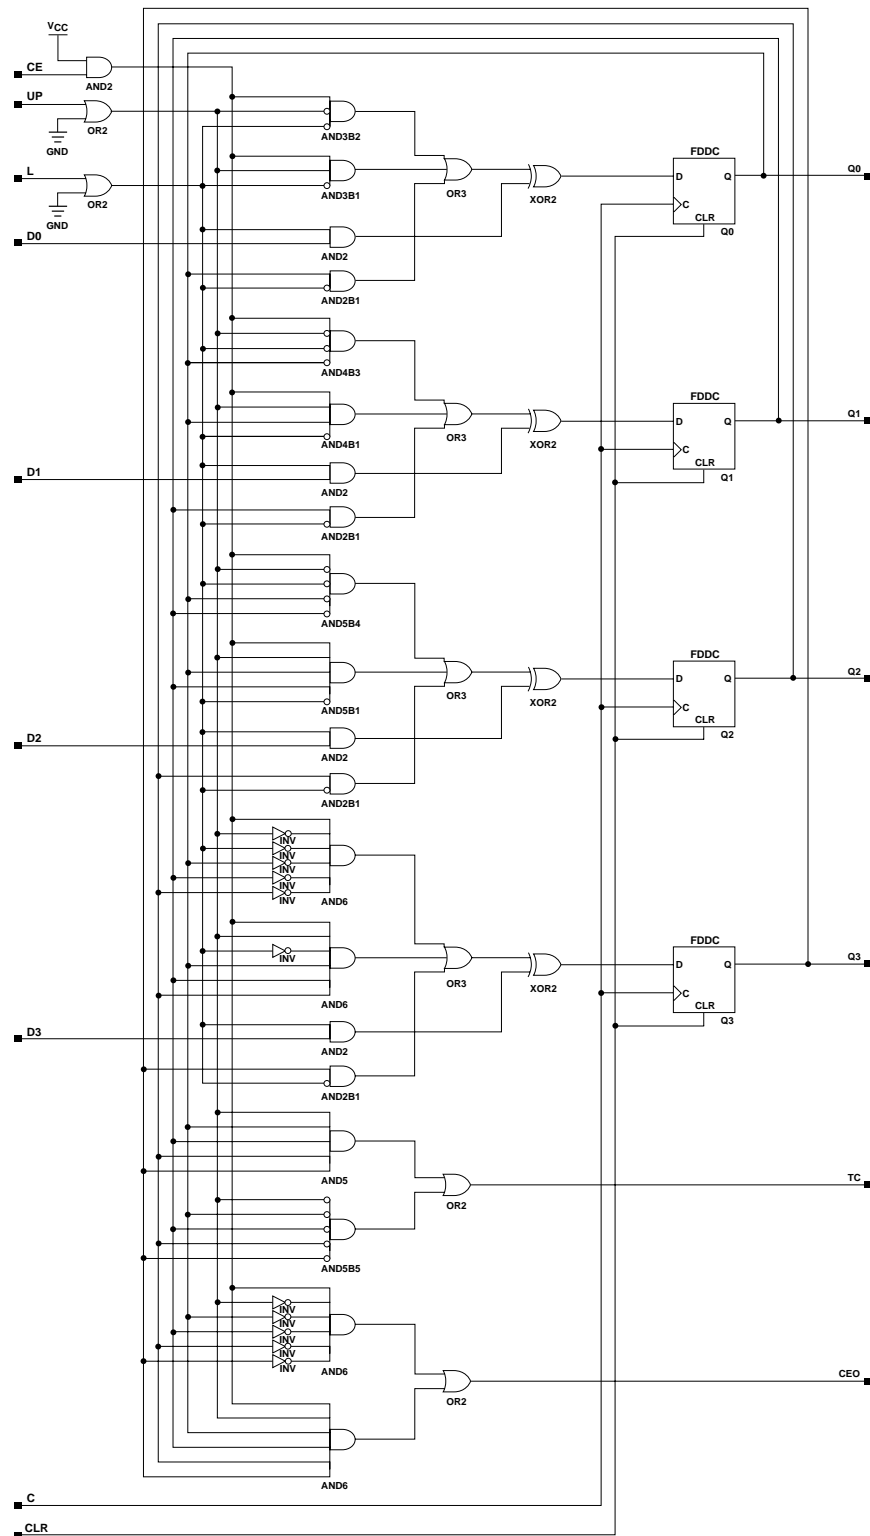 VCC
CE
AND2
UP
OR2
GND
AND3B2
L
OR2
GND
AND3B1
OR3
XOR2
FDDC
D
Q
C
CLR
Q0
Q0
D0
AND2
AND2B1
AND4B3
AND4B1
OR3
XOR2
FDDC
D
Q
C
CLR
Q1
Q1
D1
AND2
AND2B1
AND5B4
AND5B1
OR3
XOR2
FDDC
D
Q
C
CLR
Q2
Q2
D2
AND2
AND2B1
INV
INV
INV
INV
INV
AND6
INV
AND6
OR3
XOR2
FDDC
D
Q
C
CLR
Q3
Q3
D3
AND2
AND2B1
AND5
OR2
TC
AND5B5
INV
INV
INV
INV
INV
AND6
OR2
CEO
AND6
C
CLR